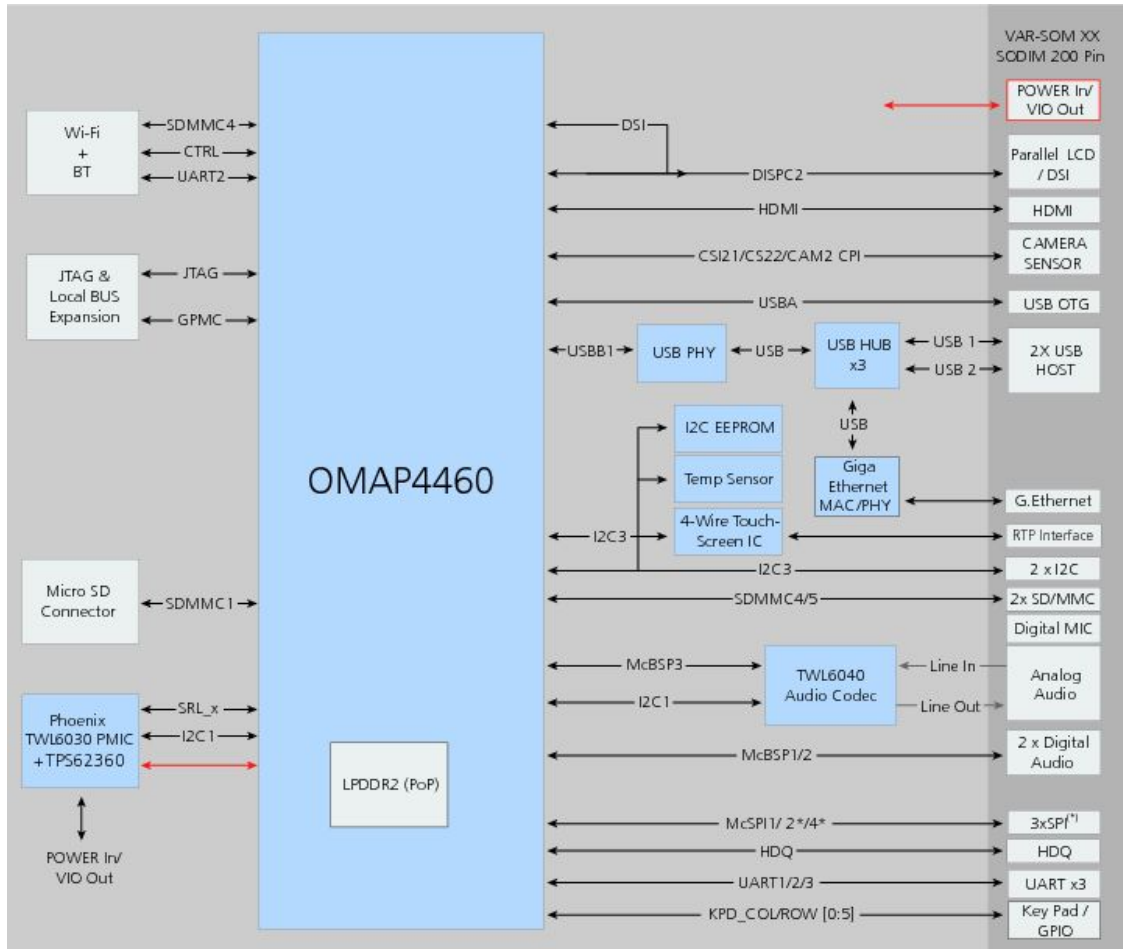 VAR-SOM XX
SODIM 200 Pin
POWER In/
VIO Out
Wi-Fi
+
BT
SDMMC4
CTRL
UART2
DSI
DISPC2
Parallel LCD
/ DSI
HDMI
HDMI
CSI21/CS22/CAM2 CPI
CAMERA
SENSOR
JTAG &
Local BUS
Expansion
JTAG
GPMC
USBA
USB OTG
USBB1
USB PHY
USB
USB HUB
x3
USB 1
USB 2
2X USB
HOST
USB
I2C EEPROM
Temp Sensor
Giga
Ethernet
MAC/PHY
G.Ethernet
OMAP4460
I2C3
4-Wire Touch-
Screen IC
RTP Interface
I2C3
2 x I2C
Micro SD
Connector
SDMMC1
SDMMC4/5
2x SD/MMC
Digital MIC
McBSP3
I2C1
TWL6040
Audio Codec
Line In
Line Out
Analog
Audio
Phoenix
TWL6030 PMIC
+TPS62360
SRL_x
I2C1
LPDDR2 (PoP)
McBSP1/2
2 x Digital
Audio
POWER In/
VIO Out
McSPI1/ 2*/4*
3xSPI(*)
HDQ
HDQ
UART1/2/3
UART x3
KPD_COL/ROW [0:5]
Key Pad /
GPIO